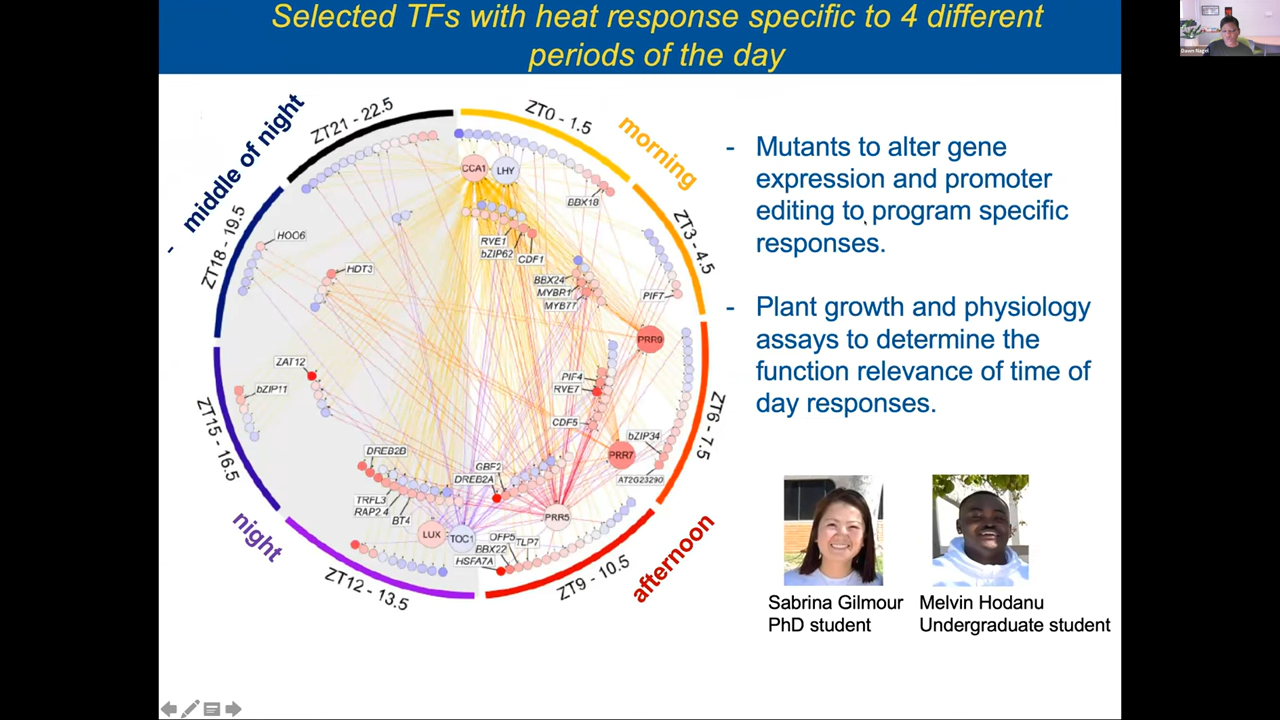 Selected TFs with heat response specific to 4 different
periods of the day
Dawn Nagel
ZT21 - 22.5
ZT0 - 1.5
middle of night
morning
CCA1
LHY
BBX18
ZT18 - 19.5
ZT3 - 4.5
HOO6
RVE1
bZIP62
CDF1
HDT3
BBX24
MYBR1
MYB77
PIF7
PRR9
ZAT12
bZIP11
PIF4
RVE7
CDF5
ZT15 - 16.5
ZT6 - 7.5
bZIP34
PRR7
DREB2B
GBF2
DREB2A
AT2G23290
TRFL3
RAP2.4
BT4
PRR5
LUX
TOC1
OFP5
BBX22
TLP7
HSFA7A
night
afternoon
ZT12 - 13.5
ZT9 - 10.5
-
- Mutants to alter gene
expression and promoter
editing to program specific
responses.
- Plant growth and physiology
assays to determine the
function relevance of time of
day responses.
Sabrina Gilmour
PhD student
Melvin Hodanu
Undergraduate student